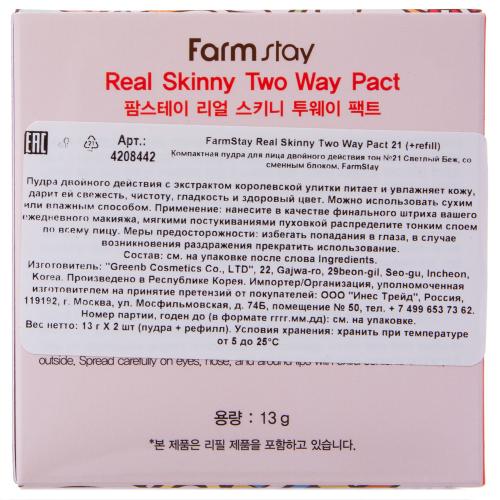 Farm stay
Real Skinny Two Way Pact
팜스테이 리얼 스키니 투웨이 팩트
EAC
Арт.:
4208442
FarmStay Real Skinny Two Way Pact 21 (+refill)
Компактная пудра для лица двойного действия тон №21 Светлый Беж, со
сменным блоком, FarmStay
Пудра двойного действия с экстрактом королевской улитки питает и увлажняет кожу,
дарит ей свежесть, чистоту, гладкость и здоровый цвет. Можно использовать сухим
или влажным способом. Применение: нанесите в качестве финального штриха вашего
ежедневного макияжа, мягкими постукиваниями пуховкой распределите тонким слоем
по всему лицу. Меры предосторожности: избегать попадания в глаза, в случае
возникновения раздражения прекратить использование.
Состав: см. на упаковке после слова Ingredients.
Изготовитель: "Greenb Cosmetics Co., LTD", 22, Gajwa-ro, 29beon-gil, Seo-gu, Incheon,
Korea. Произведено в Республике Корея. Импортер/Организация, уполномоченная
изготовителем на принятие претензий от покупателей: ООО "Инес Трейд", Россия,
119192, г. Москва, ул. Мосфильмовская, д. 74Б, помещение № 50, тел. + 7 499 653 73 62.
Номер партии, годен до (в формате гггг.мм.дд): см. на упаковке.
Вес нетто: 13 г X 2 шт (пудра + рефилл). Условия хранения: хранить при температуре
от 5 до 25°C
outside, Spread carefully on eyes, nose, and around lips with
용량 : 13 g
*본 제품은 리필 제품을 포함하고 있습니다.